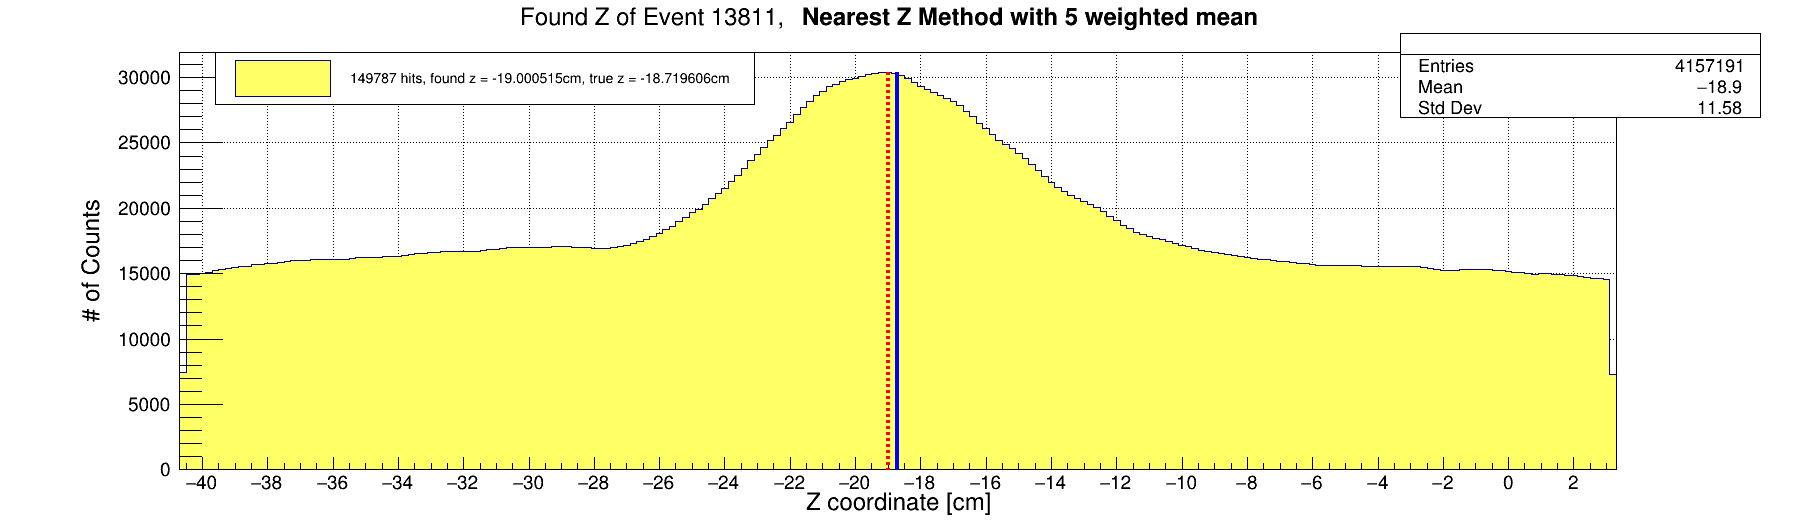 Found Z of Event 13811, Nearest Z Method with 5 weighted mean
149787 hits, found z = -19.000515cm, true z = -18.719606cm
Entries 4157191
Mean −18.9
Std Dev 11.58
# of Counts
30000
25000
20000
15000
10000
5000
0
−40 −38 −36 −34 −32 −30 −28 −26 −24 −22 −20 −18 −16 −14 −12 −10 −8 −6 −4 −2 0 2
Z coordinate [cm]